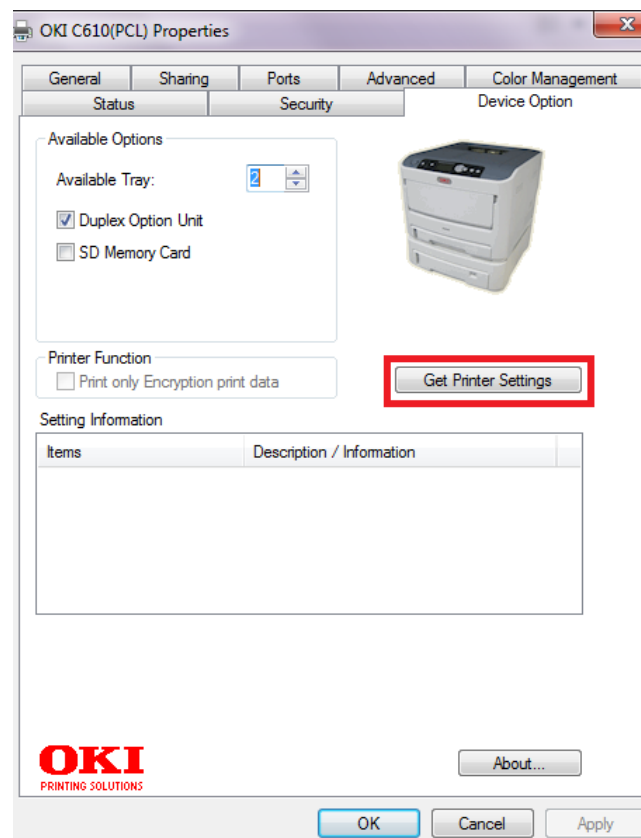 OKI C610(PCL) Properties
General Sharing Ports Advanced Color Management
Status Security Device Option
Available Options
Available Tray: 2
Duplex Option Unit
SD Memory Card
Printer Function
Print only Encryption print data
Get Printer Settings
Setting Information
Items Description / Information
OKI
PRINTING SOLUTIONS
About...
OK Cancel Apply